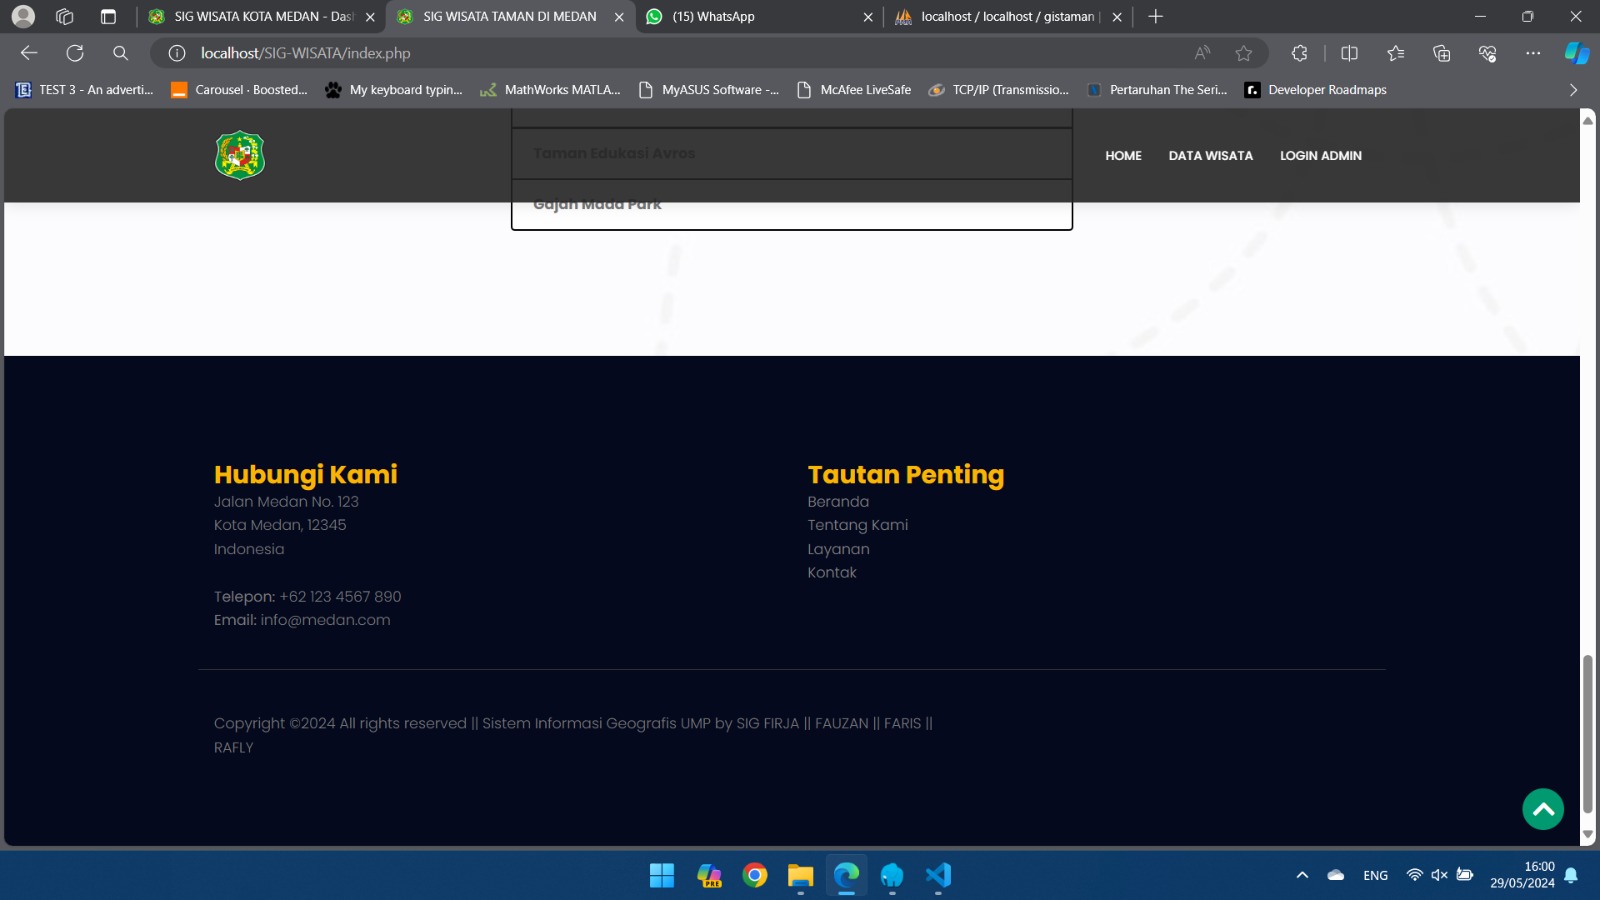 SIG WISATA KOTA MEDAN - Das
SIG WISATA TAMAN DI MEDAN
(15) WhatsApp
localhost / localhost / gistaman |
localhost/SIG-WISATA/index.php
TEST 3 - An adverti...
Carousel · Boosted...
My keyboard typin...
MathWorks MATLA...
MyASUS Software -...
McAfee LiveSafe
TCP/IP (Transmissio...
Pertaruhan The Seri...
Developer Roadmaps
Taman Edukasi Avros
HOME
DATA WISATA
LOGIN ADMIN
Gajah Mada Park
Hubungi Kami
Jalan Medan No. 123
Kota Medan, 12345
Indonesia
Telepon: +62 123 4567 890
Email: info@medan.com
Tautan Penting
Beranda
Tentang Kami
Layanan
Kontak
Copyright ©2024 All rights reserved || Sistem Informasi Geografis UMP by SIG FIRJA || FAUZAN || FARIS ||
RAFLY
PRE
ENG
16:00
29/05/2024